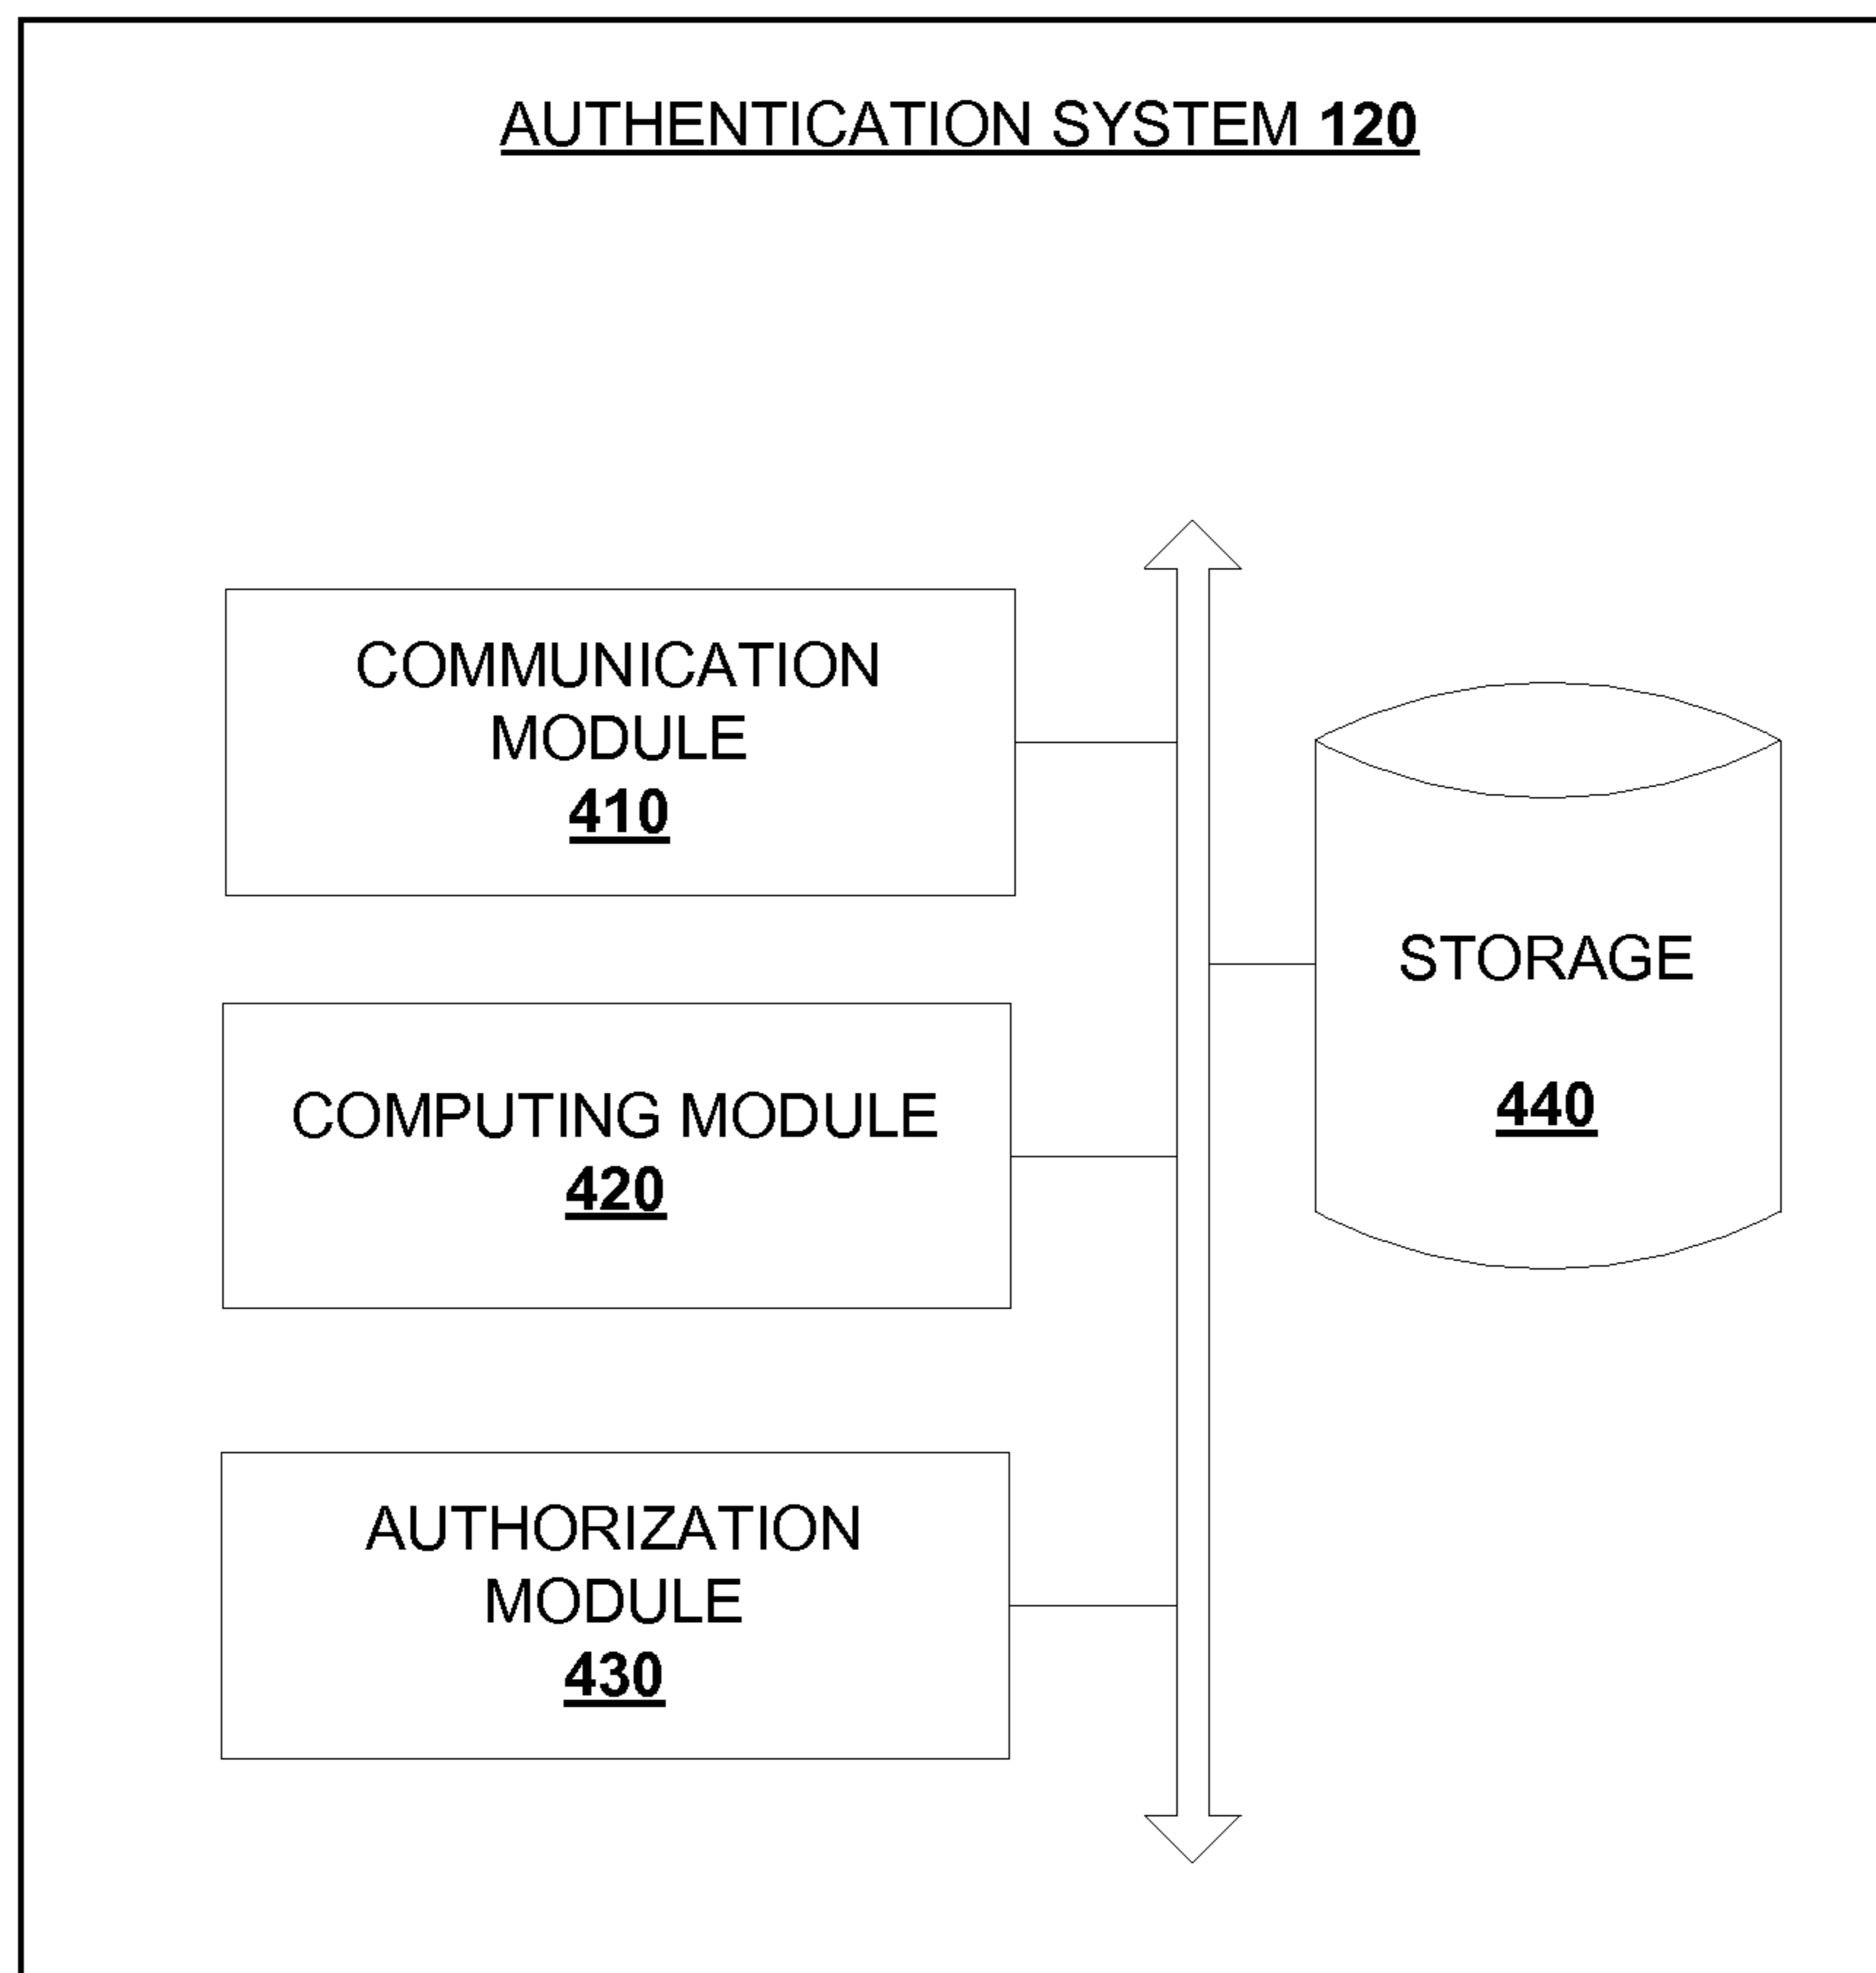 AUTHENTICATION SYSTEM 120
COMMUNICATION
MODULE
410
COMPUTING MODULE
420
AUTHORIZATION
MODULE
430
STORAGE
440